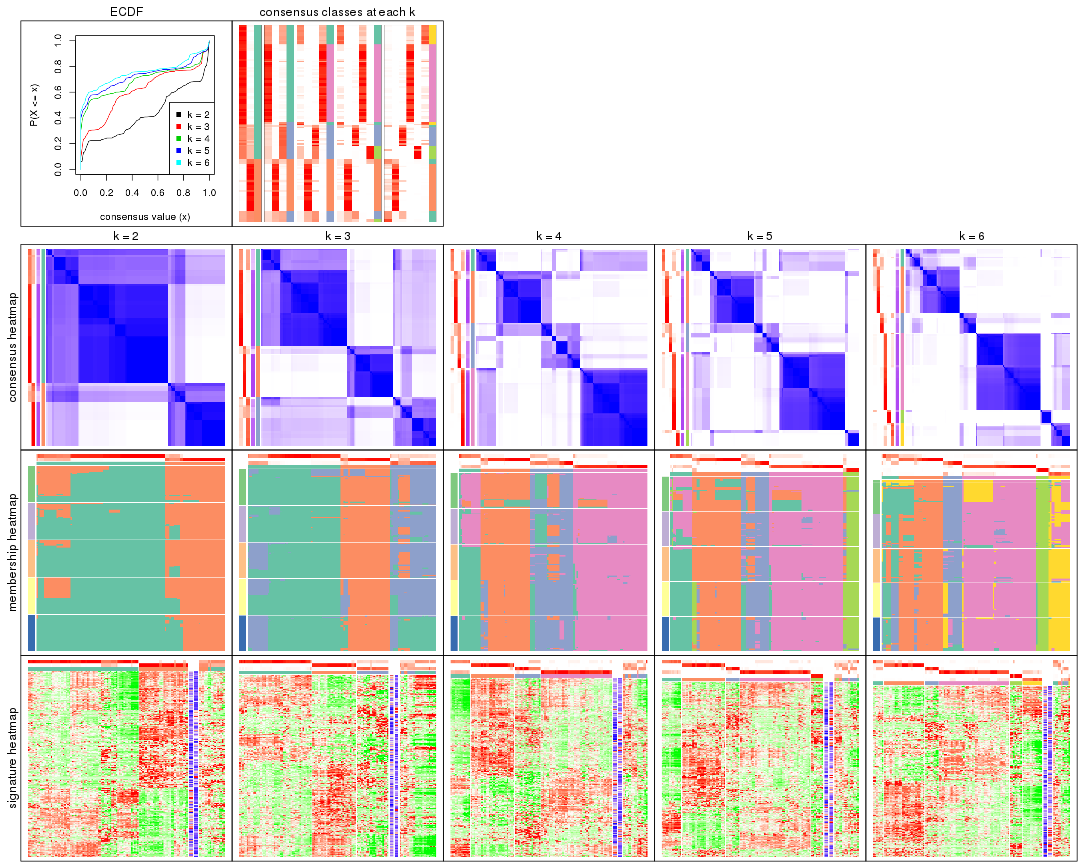 ECDF
consensus classes at each k
P(X <= x)
0.0 0.2 0.4 0.6 0.8 1.0
k = 2
k = 3
k = 4
k = 5
k = 6
0.0 0.2 0.4 0.6 0.8 1.0
consensus value (x)
k = 2
k = 3
k = 4
k = 5
k = 6
consensus heatmap
membership heatmap
signature heatmap